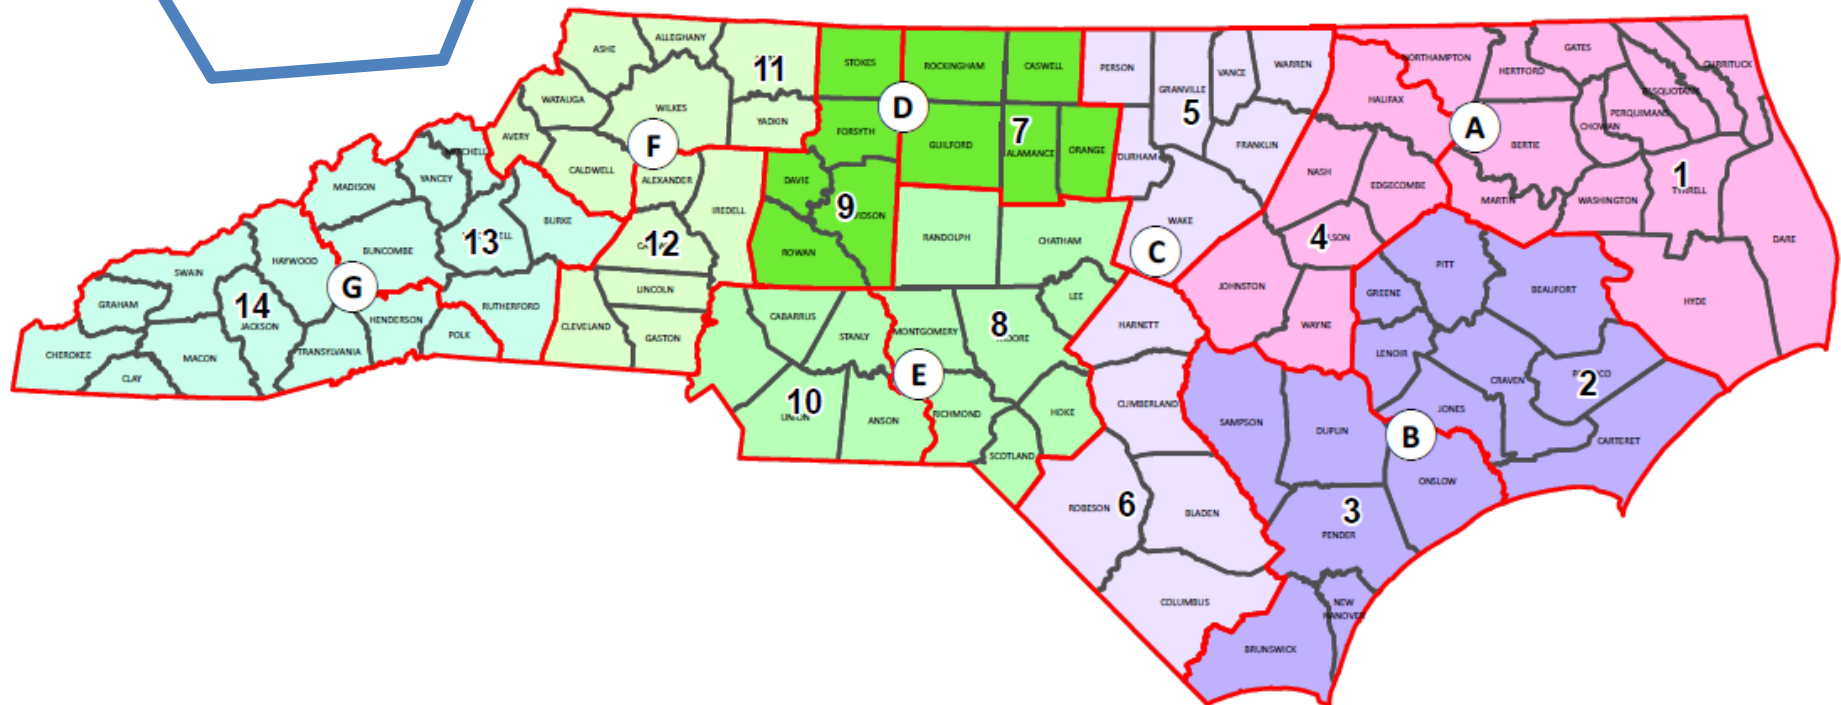 ASHE
ALLEGHANY
11
WATAUGA
WILKES
YADKIN
AVERY
F
CALDWELL
ALEXANDER
IREDELL
12
LINCOLN
CLEVELAND
GASTON
STOKES
ROCKINGHAM
CASWELL
D
FORSYTH
GUILFORD
7
ALAMANCE
ORANGE
DAVIE
9
ROWAN
PERSON
GRANVILLE
VANCE
WARREN
5
FRANKLIN
DURHAM
WAKE
C
NORTHAMPTON
HERTFORD
GATES
CURRITUCK
PASQUOTANK
PERQUIMANS
CHOWAN
HALIFAX
A
BERTIE
NASH
EDGECOMBE
MARTIN
WASHINGTON
1
DARE
HYDE
4
JOHNSTON
WAYNE
MADISON
YANCEY
BURKE
13
BUNCOMBE
HAYWOOD
SWAIN
GRAHAM
14
JACKSON
G
HENDERSON
POLK
RUTHERFORD
CHEROKEE
CLAY
MACON
TRANSYLVANIA
RANDOLPH
CHATHAM
LEE
CABARRUS
STANLY
MONTGOMERY
8
E
10
ANSON
RICHMOND
HOKE
SCOTLAND
HARNETT
CUMBERLAND
ROBESON
6
BLADEN
COLUMBUS
PITT
GREENE
BEAUFORT
LENOIR
CRAVEN
2
JONES
CARTERET
B
SAMPSON
DUPLIN
ONSLOW
3
PENDER
NEW
HANOVER
BRUNSWICK